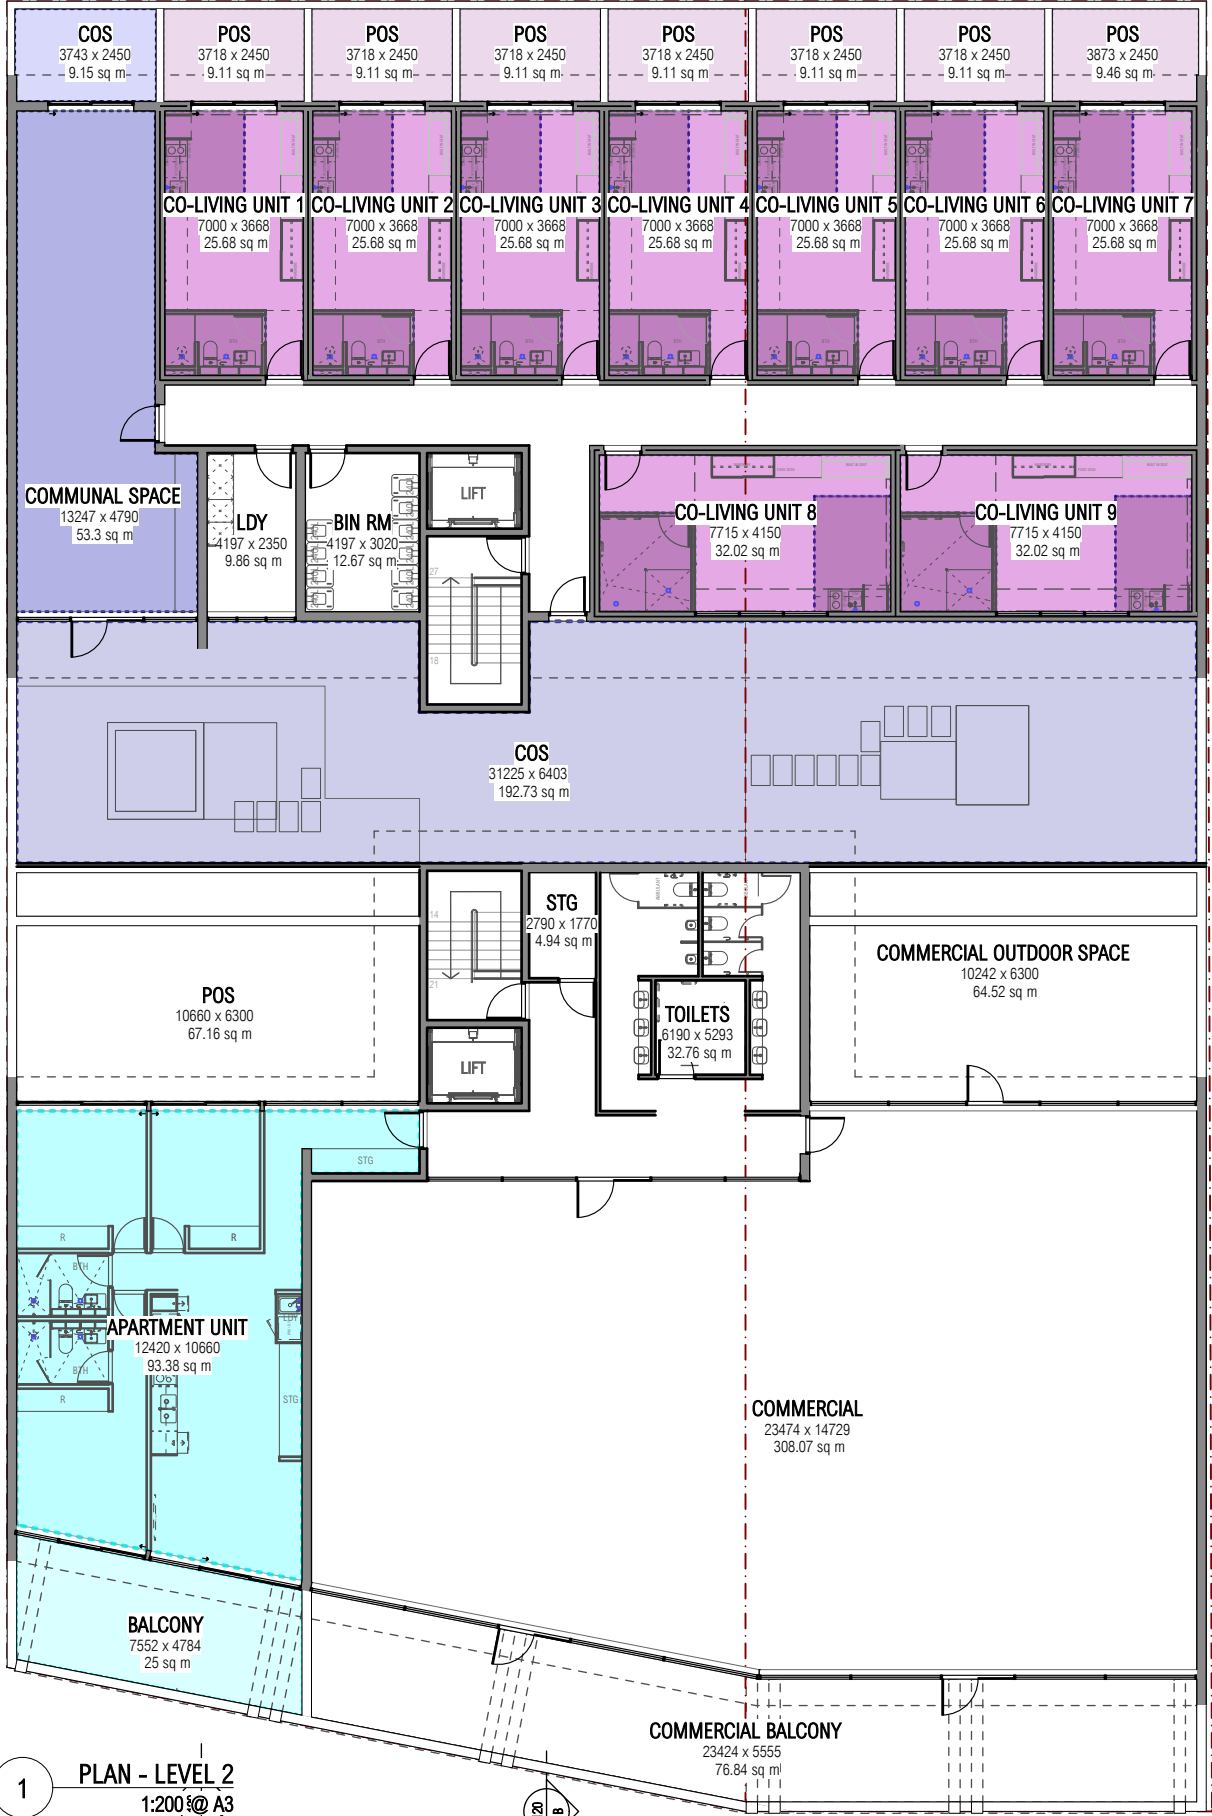 COS
3743 x 2450
9.15 sq m
POS
3718 x 2450
9.11 sq m
POS
3718 x 2450
9.11 sq m
POS
3718 x 2450
9.11 sq m
POS
3718 x 2450
9.11 sq m
POS
3718 x 2450
9.11 sq m
POS
3718 x 2450
9.11 sq m
POS
3873 x 2450
9.46 sq m
CO-LIVING UNIT 1
7000 x 3668
25.68 sq m
CO-LIVING UNIT 2
7000 x 3668
25.68 sq m
CO-LIVING UNIT 3
7000 x 3668
25.68 sq m
CO-LIVING UNIT 4
7000 x 3668
25.68 sq m
CO-LIVING UNIT 5
7000 x 3668
25.68 sq m
CO-LIVING UNIT 6
7000 x 3668
25.68 sq m
CO-LIVING UNIT 7
7000 x 3668
25.68 sq m
COMMUNAL SPACE
13247 x 4790
53.3 sq m
LDY
4197 x 2350
9.86 sq m
BIN RM
4197 x 3020
12.67 sq m
LIFT
27
18
CO-LIVING UNIT 8
7715 x 4150
32.02 sq m
CO-LIVING UNIT 9
7715 x 4150
32.02 sq m
COS
31225 x 6403
192.73 sq m
14
21
STG
2790 x 1770
4.94 sq m
POS
10660 x 6300
67.16 sq m
LIFT
TOILETS
6190 x 5293
32.76 sq m
COMMERCIAL OUTDOOR SPACE
10242 x 6300
64.52 sq m
STG
R
R
BTH
LDY
APARTMENT UNIT
12420 x 10660
93.38 sq m
BTH
R
STG
COMMERCIAL
23474 x 14729
308.07 sq m
BALCONY
7552 x 4784
25 sq m
COMMERCIAL BALCONY
23424 x 5555
76.84 sq m
1
PLAN - LEVEL 2
1:200 @ A3
20
B